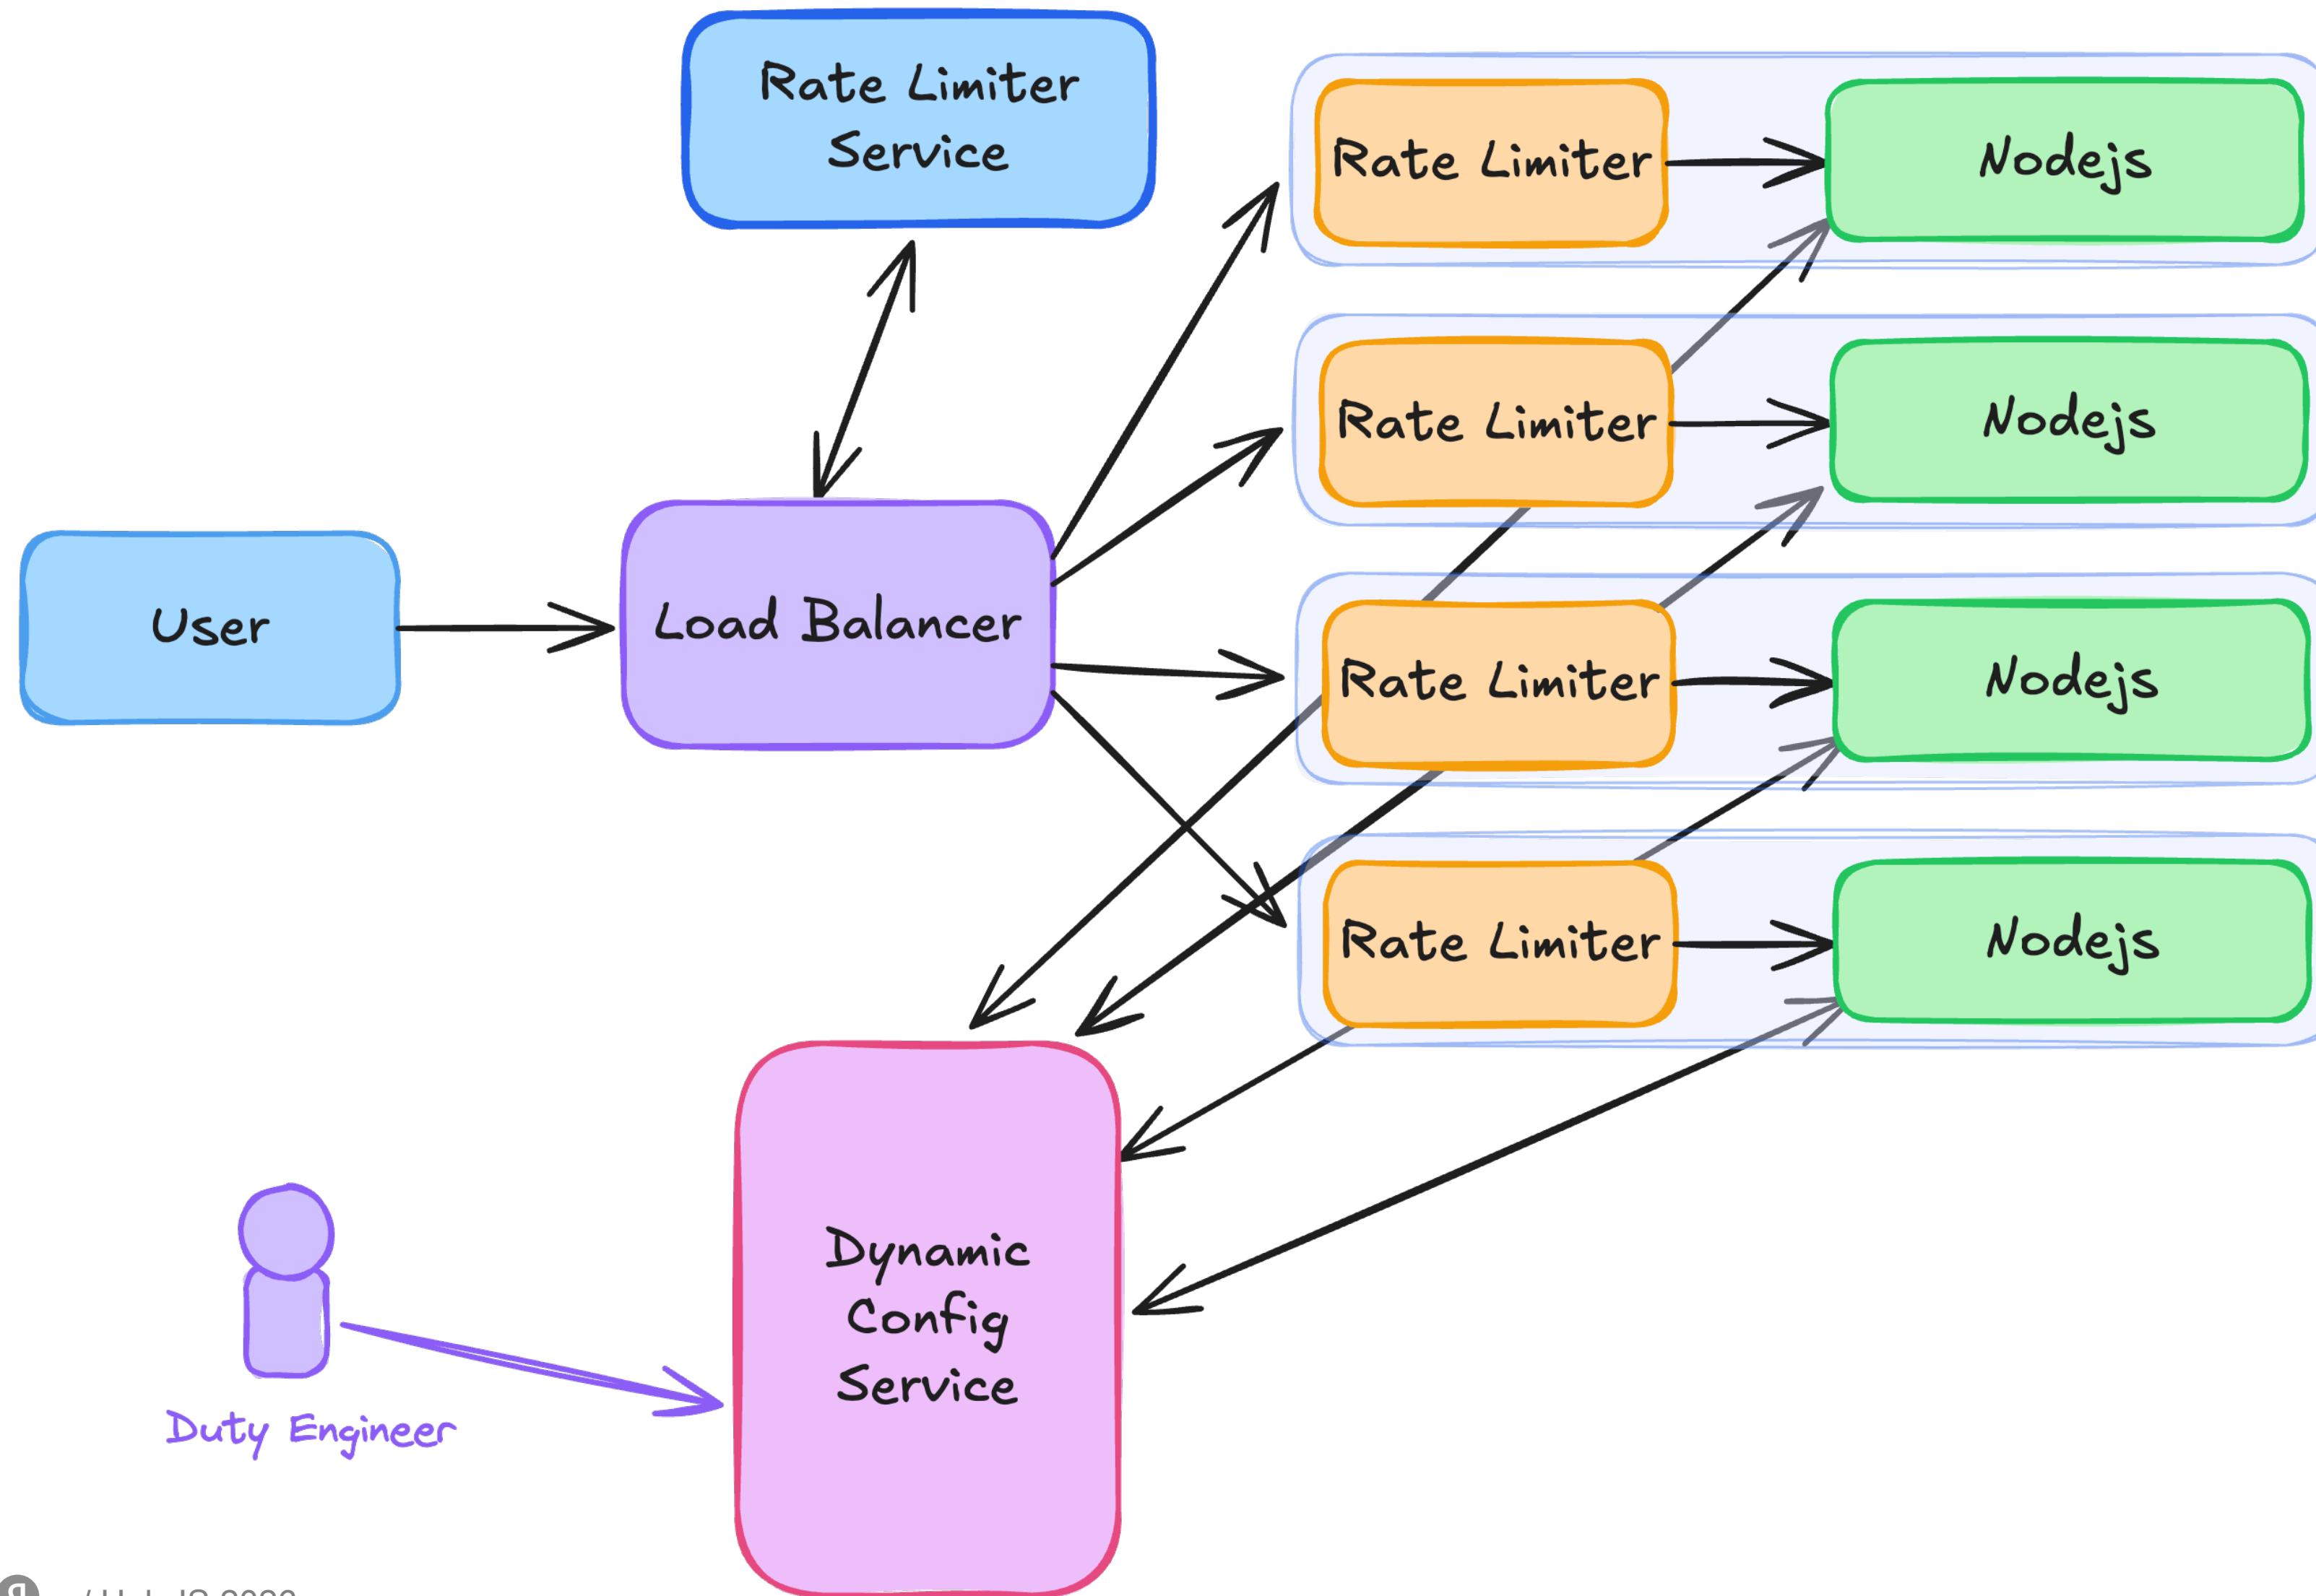 Rate Limiter
Service
Rate Limiter
Nodejs
Rate Limiter
Nodejs
User
Load Balancer
Rate Limiter
Nodejs
Rate Limiter
Nodejs
Dynamic
Config
Service
Duty Engineer